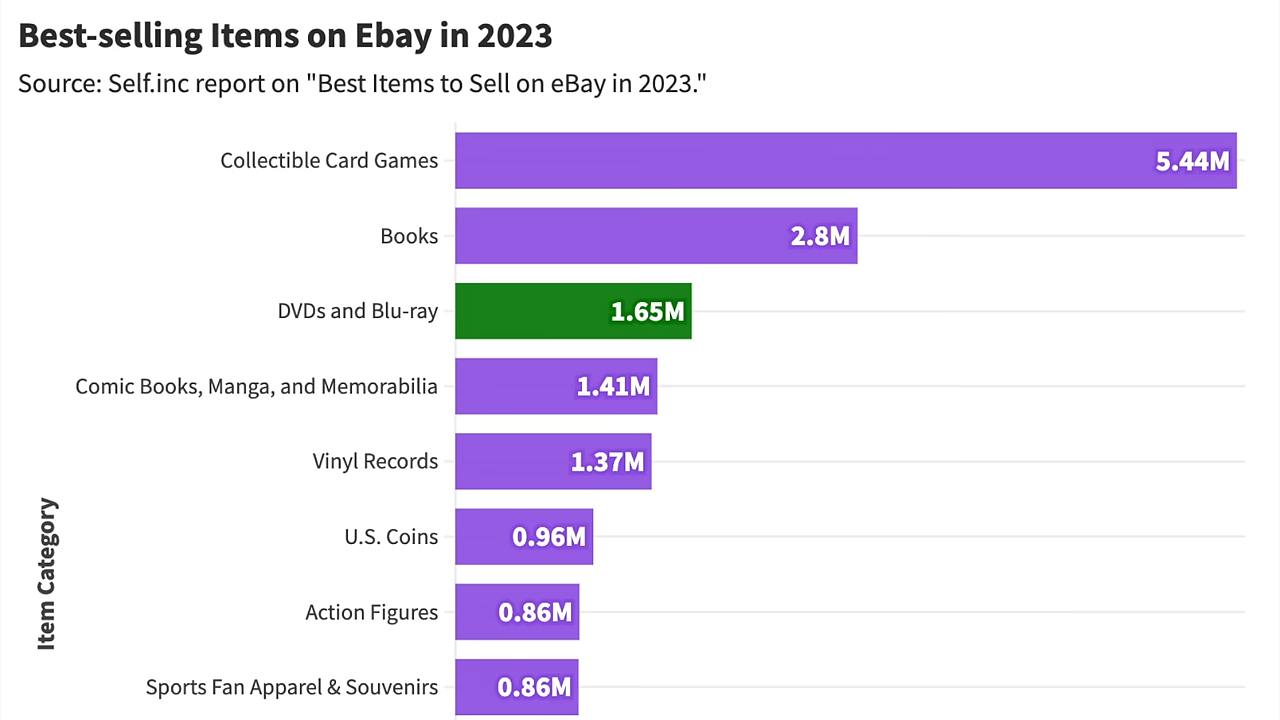 Best-selling Items on Ebay in 2023
Source: Self.inc report on "Best Items to Sell on eBay in 2023."
Collectible Card Games 5.44M
Books 2.8M
DVDs and Blu-ray 1.65M
Comic Books, Manga, and Memorabilia 1.41M
Vinyl Records 1.37M
U.S. Coins 0.96M
Action Figures 0.86M
Sports Fan Apparel & Souvenirs 0.86M
Item Category